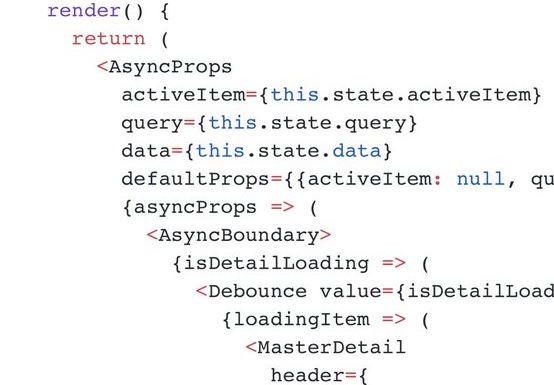 render() {
return (
<AsyncProps
activeItem={this.state.activeItem}
query={this.state.query}
data={this.state.data}
defaultProps={{activeItem: null, qu
{asyncProps => (
<AsyncBoundary>
{isDetailLoading => (
<Debounce value={isDetailLoad
{loadingItem => (
<MasterDetail
header={